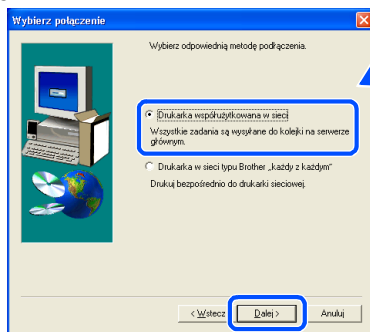 Wybierz połączenie
Wybierz odpowiednią metodę podłączenia.
Drukarka współużytkowana w sieci
Wszystkie zadania są wysyłane do kolejki na serwerze
głównym.
Drukarka w sieci typu Brother „każdy z każdym"
Drukuj bezpośrednio do drukarki sieciowej.
< Wstecz
Dalej >
Anuluj